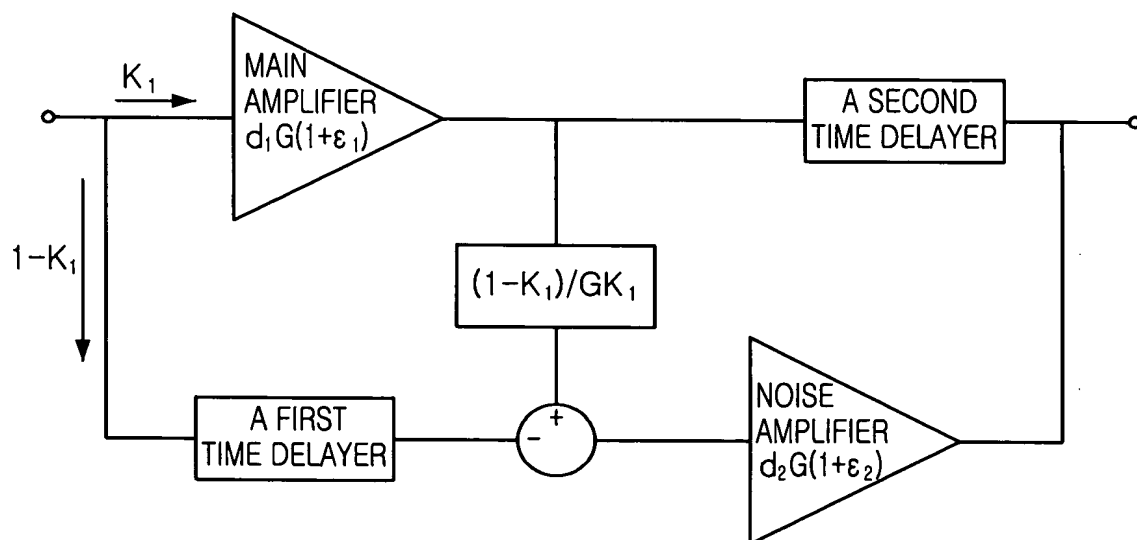 K₁
MAIN
AMPLIFIER
d₁G(1+ε₁)
A SECOND
TIME DELAYER
1-K₁
(1-K₁)/GK₁
A FIRST
TIME DELAYER
+
-
NOISE
AMPLIFIER
d₂G(1+ε₂)